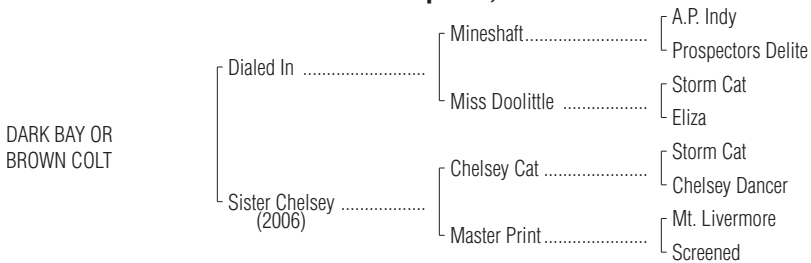 A.P. Indy
Mineshaft..........................
Prospectors Delite
Dialed In ..........................
Storm Cat
Miss Doolittle ..................
Eliza
DARK BAY OR
BROWN COLT
Storm Cat
Chelsey Cat ......................
Chelsey Dancer
Sister Chelsey ..................
(2006)
Mt. Livermore
Master Print......................
Screened